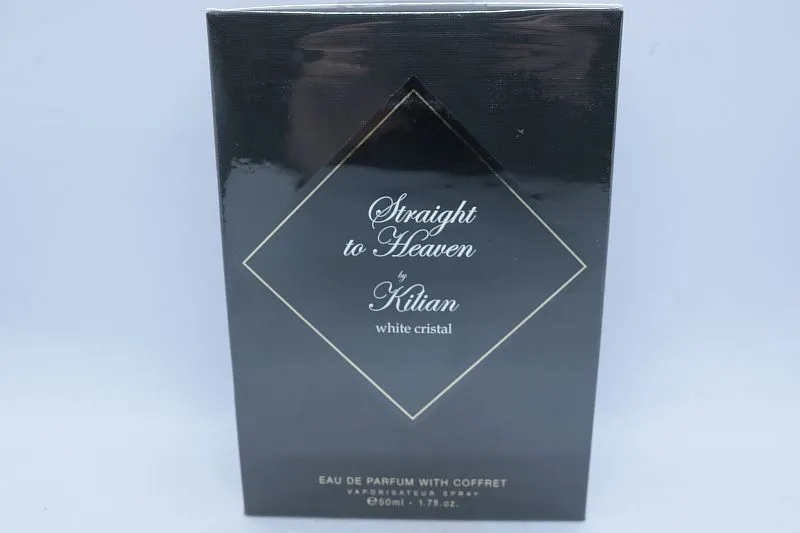 Straight
to Heaven
by
Kilian
white cristal
EAU DE PARFUM WITH COFFRET
VAPORISATEUR SPRAY
℮50ml - 1.7fl.oz.